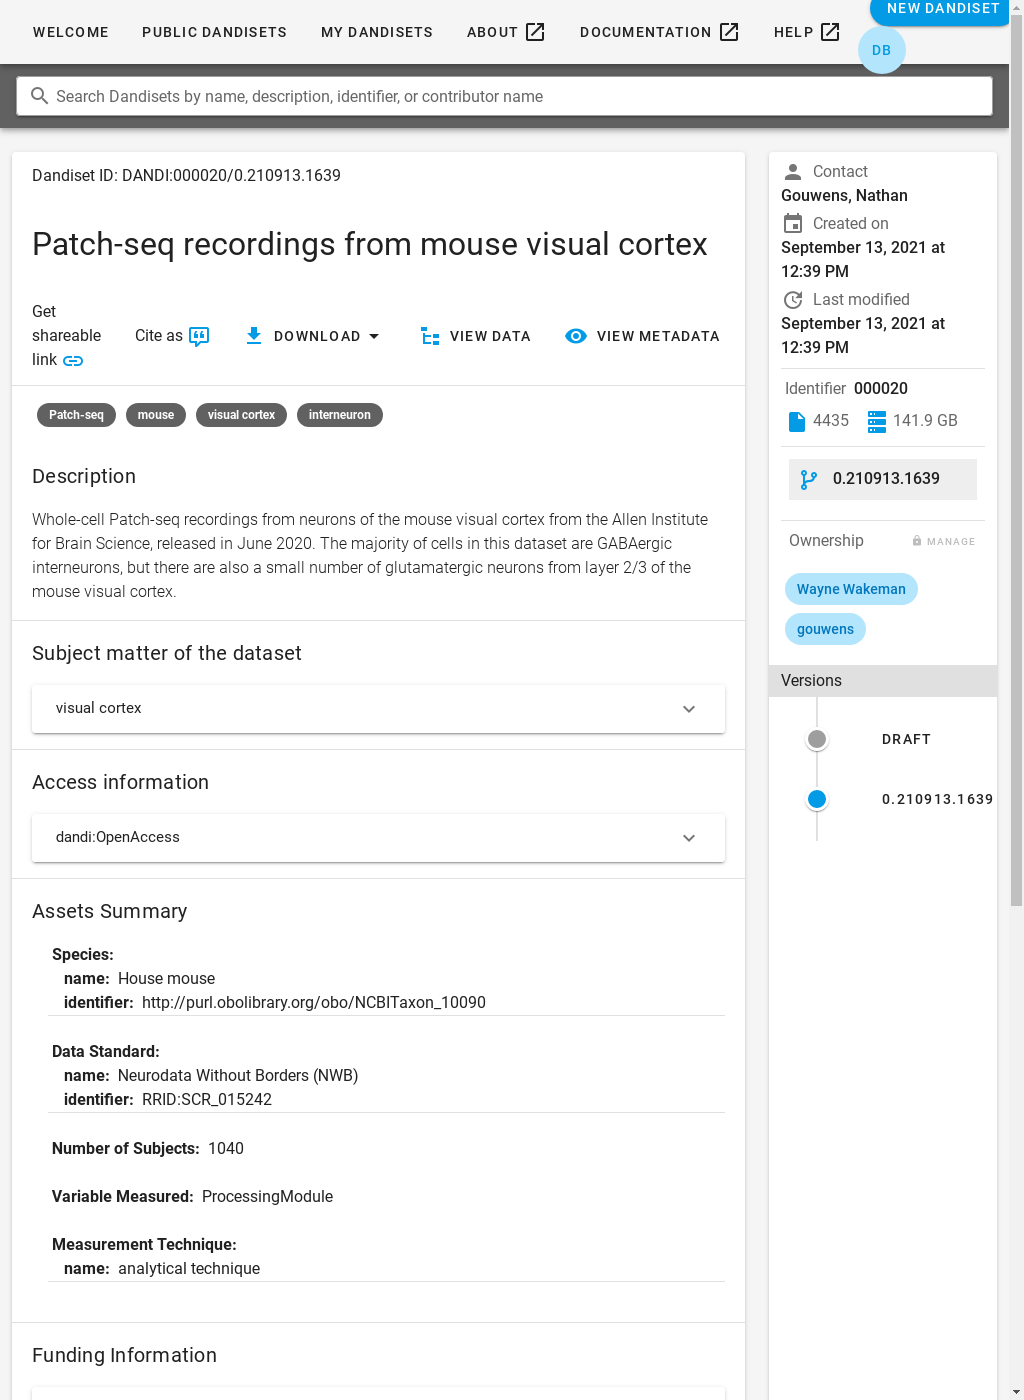 WELCOME PUBLIC DANDISETS MY DANDISETS ABOUT DOCUMENTATION HELP NEW DANDISET
DB
Search Dandisets by name, description, identifier, or contributor name
Dandiset ID: DANDI:000020/0.210913.1639
Patch-seq recordings from mouse visual cortex
Get
shareable
link
Cite as
DOWNLOAD
VIEW DATA
VIEW METADATA
Patch-seq mouse visual cortex interneuron
Description
Whole-cell Patch-seq recordings from neurons of the mouse visual cortex from the Allen Institute
for Brain Science, released in June 2020. The majority of cells in this dataset are GABAergic
interneurons, but there are also a small number of glutamatergic neurons from layer 2/3 of the
mouse visual cortex.
Subject matter of the dataset
visual cortex
Access information
dandi:OpenAccess
Assets Summary
Species:
name: House mouse
identifier: http://purl.obolibrary.org/obo/NCBITaxon_10090
Data Standard:
name: Neurodata Without Borders (NWB)
identifier: RRID:SCR_015242
Number of Subjects: 1040
Variable Measured: ProcessingModule
Measurement Technique:
name: analytical technique
Funding Information
Contact
Gouwens, Nathan
Created on
September 13, 2021 at
12:39 PM
Last modified
September 13, 2021 at
12:39 PM
Identifier 000020
4435 141.9 GB
0.210913.1639
Ownership MANAGE
Wayne Wakeman
gouwens
Versions
DRAFT
0.210913.1639